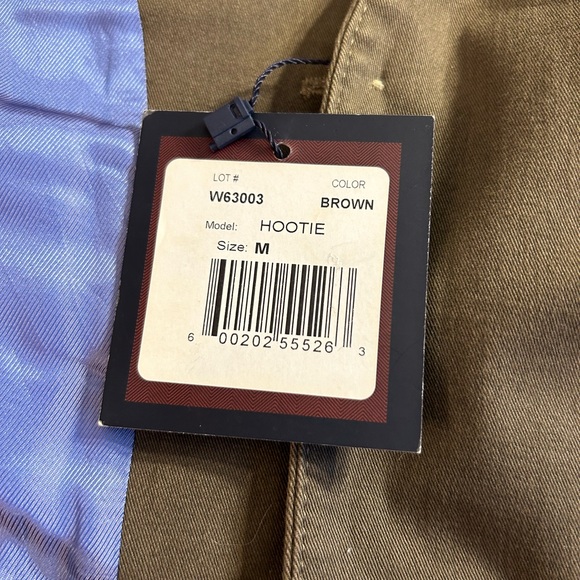 LOT # COLOR
W63003 BROWN
Model: HOOTIE
Size: M
6 00202 55526 3